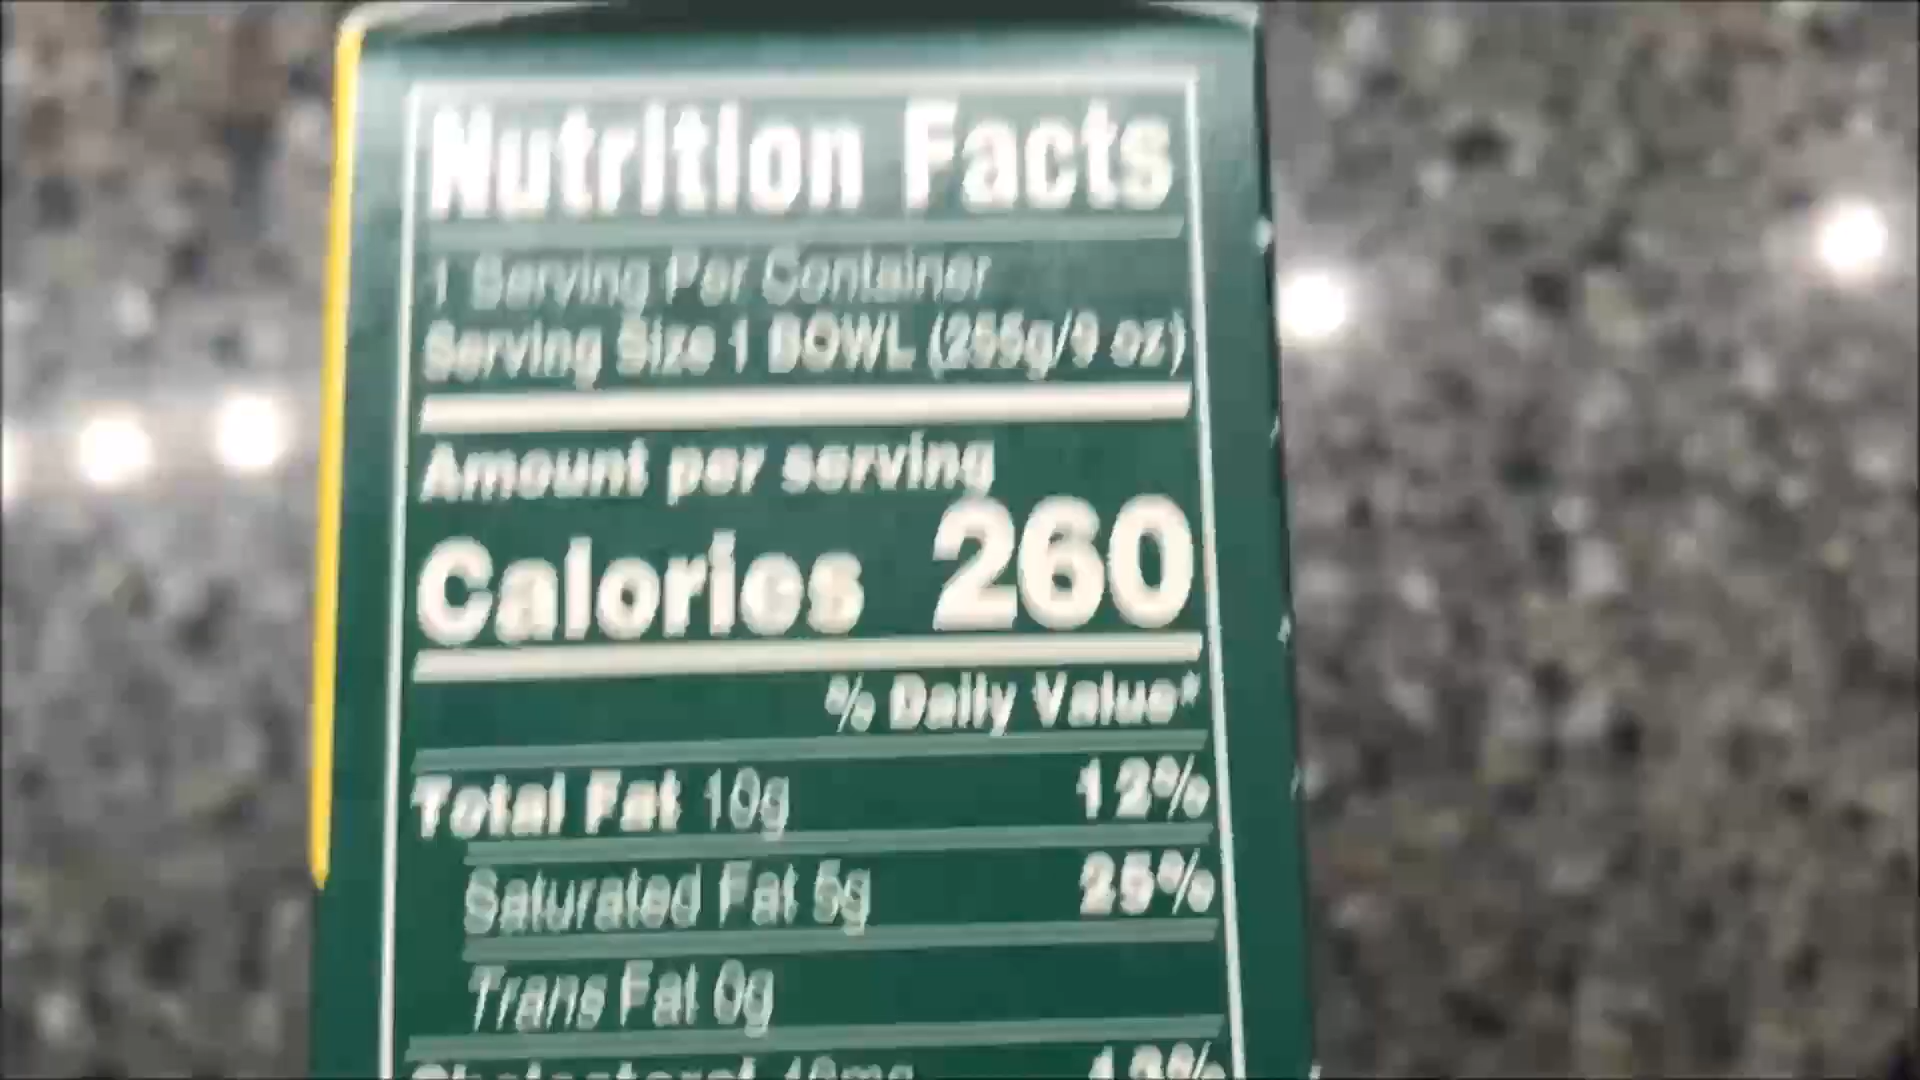 Nutrition Facts
1 Serving Per Container
Serving Size 1 BOWL (255g/9 oz)
Amount per serving
Calories 260
% Daily Value*
Total Fat 10g 12%
Saturated Fat 5g 25%
Trans Fat 0g
Cholesterol